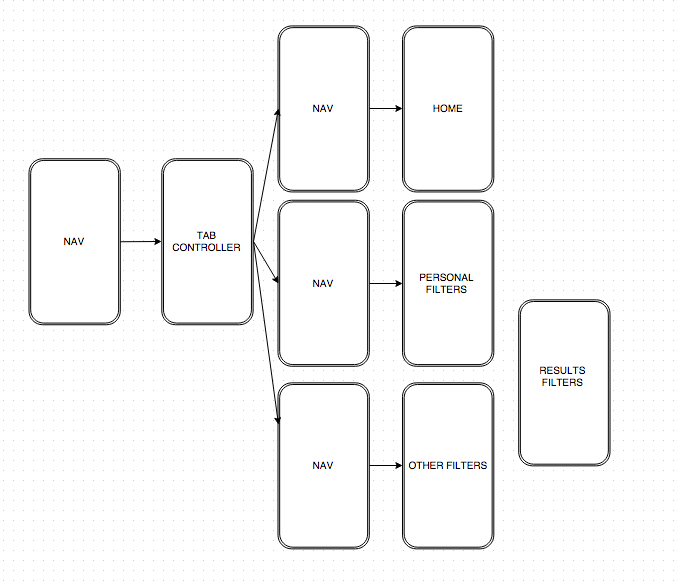 NAV
TAB
CONTROLLER
NAV
HOME
NAV
PERSONAL
FILTERS
NAV
OTHER FILTERS
RESULTS
FILTERS